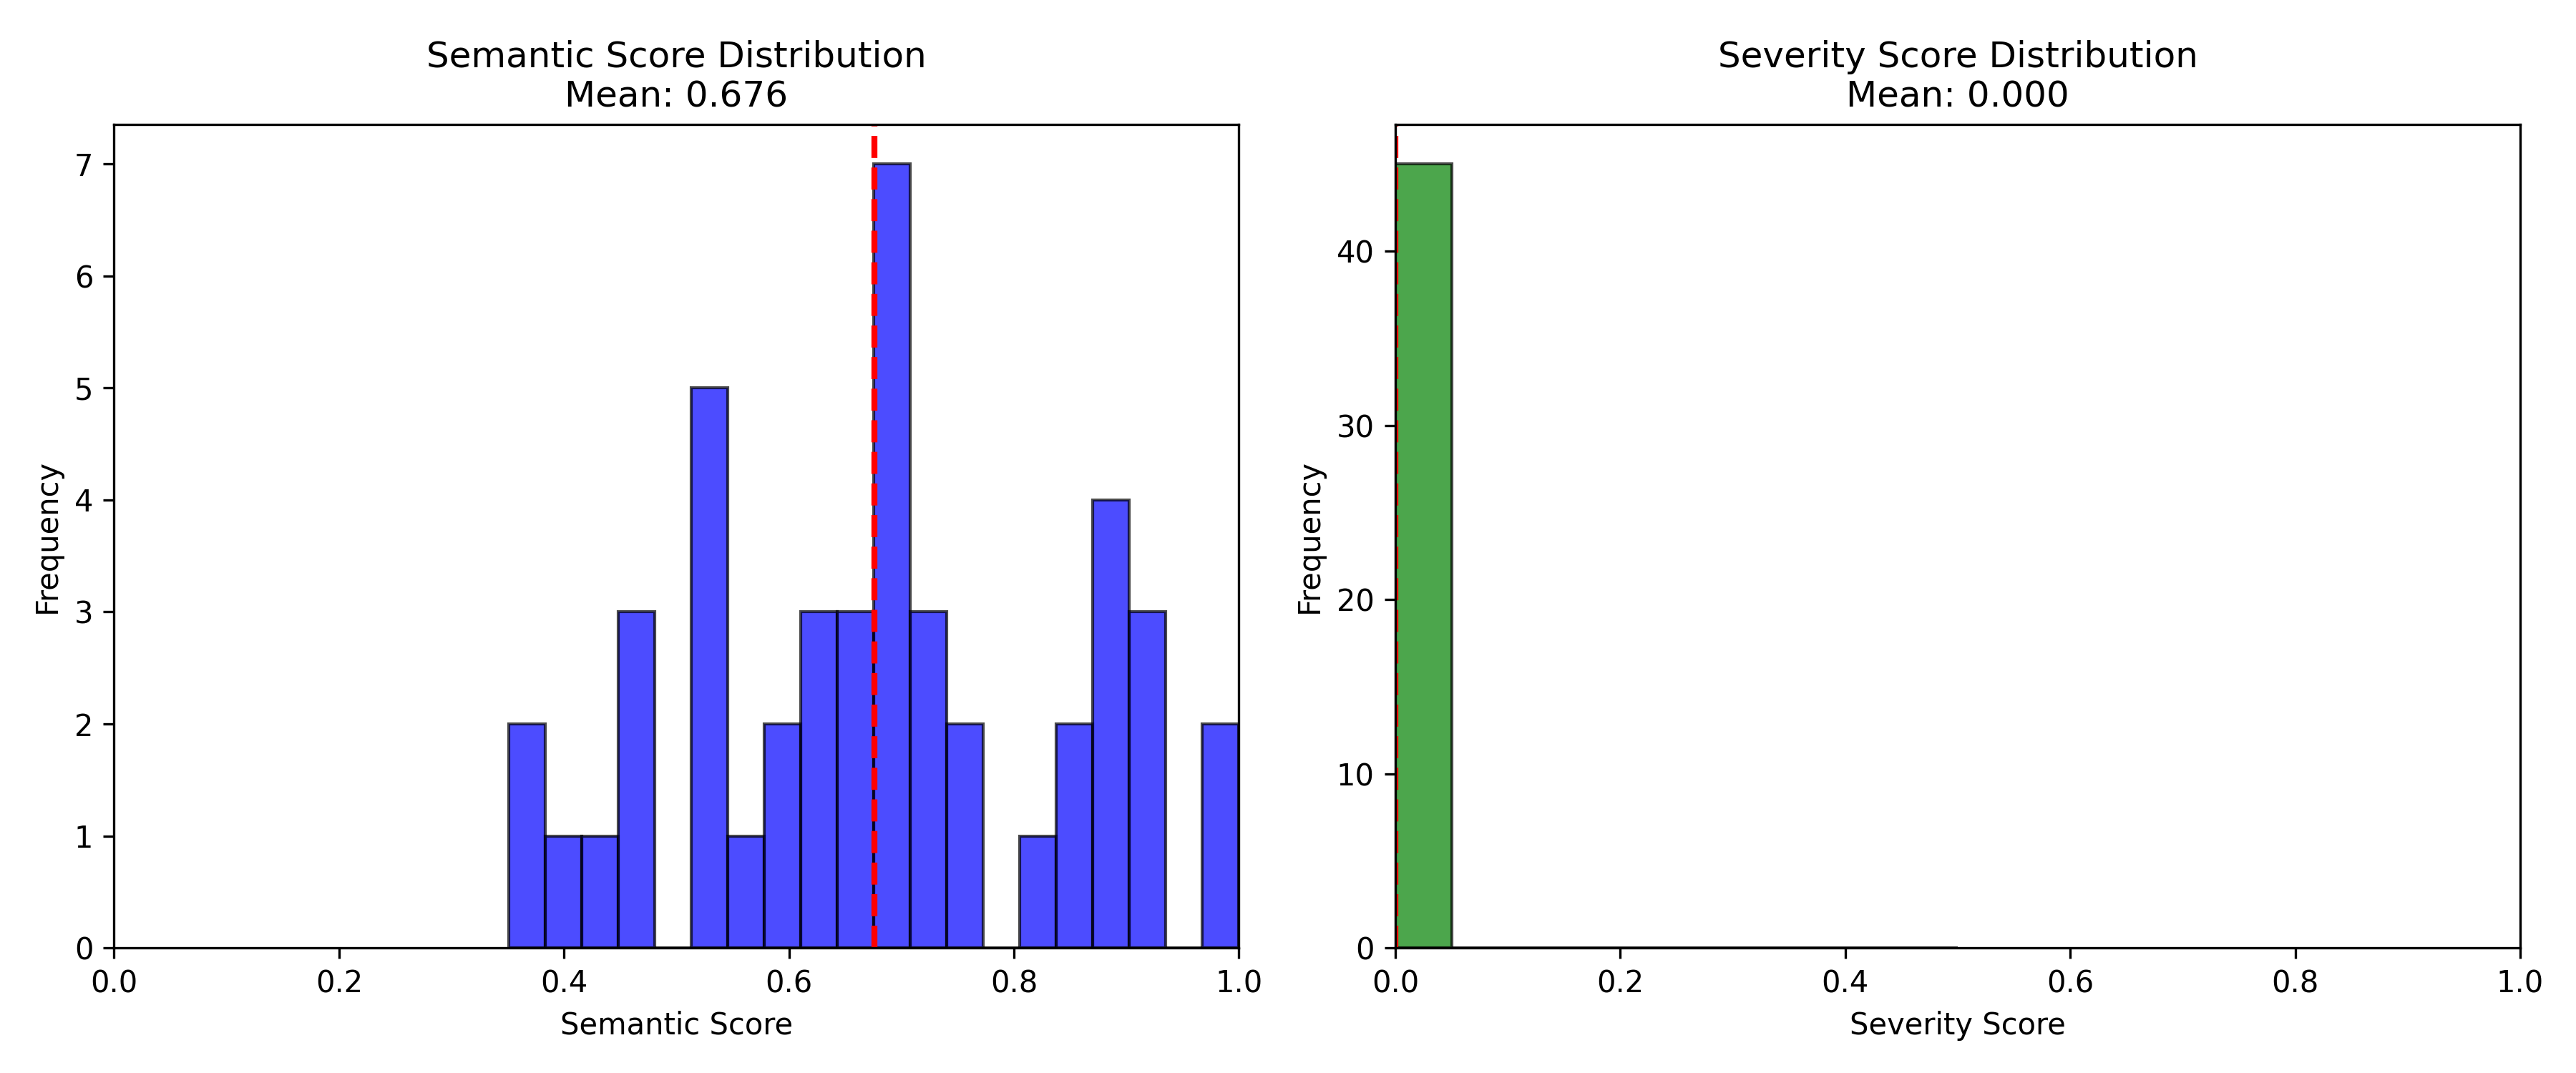 Semantic Score Distribution
Mean: 0.676
Frequency
7
6
5
4
3
2
1
0
0.0 0.2 0.4 0.6 0.8 1.0
Semantic Score
Severity Score Distribution
Mean: 0.000
Frequency
40
30
20
10
0
0.0 0.2 0.4 0.6 0.8 1.0
Severity Score